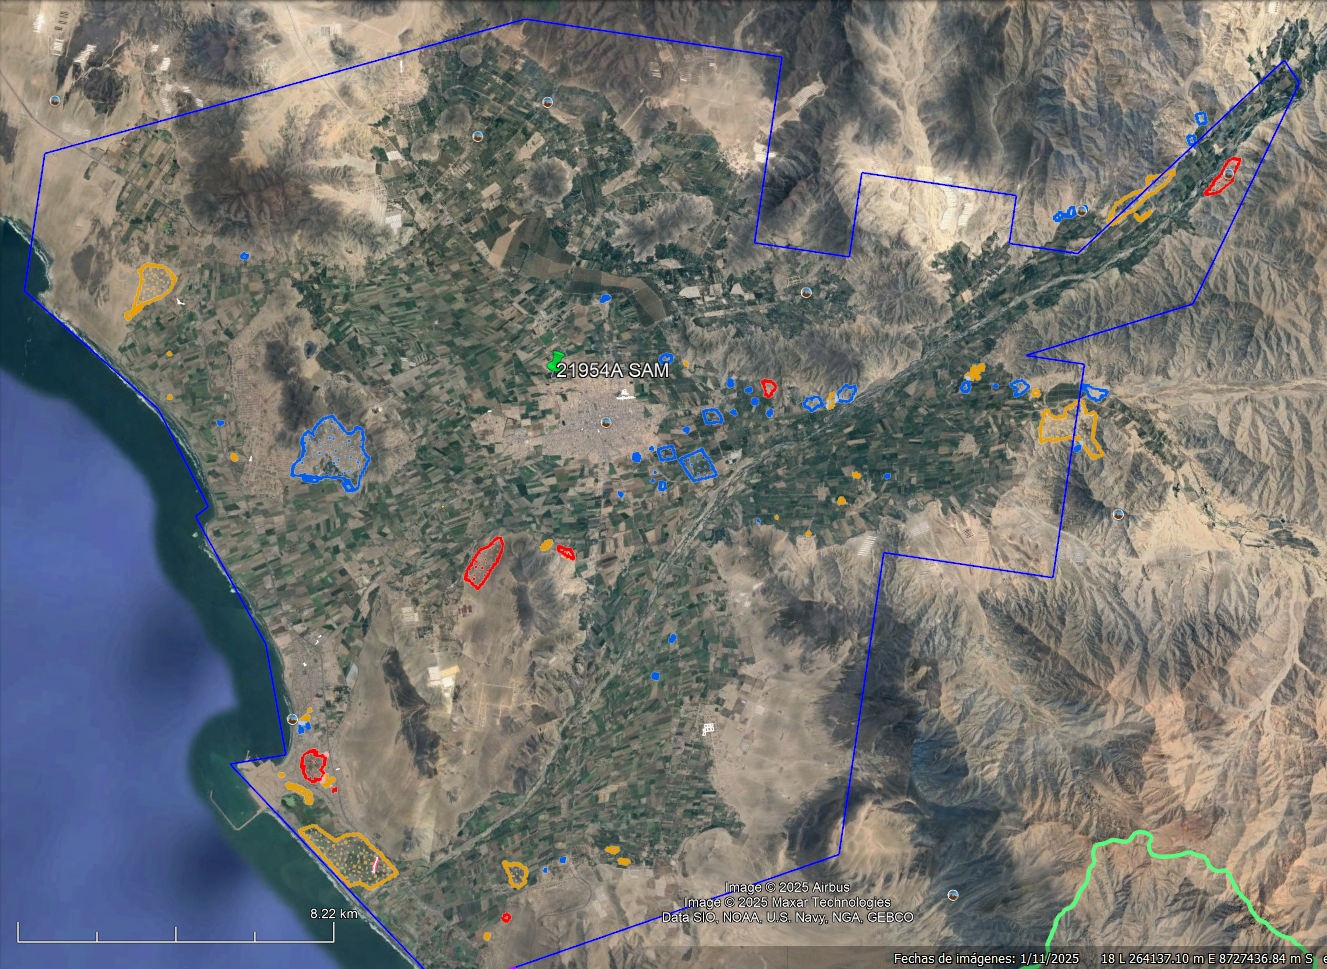 21954A SAM
8.22 km
Image © 2025 Airbus
Image © 2025 Maxar Technologies
Data SIO, NOAA, U.S. Navy, NGA, GEBCO
Fechas de imágenes: 1/11/2025 18 L 264137.10 m E 8727436.84 m S e